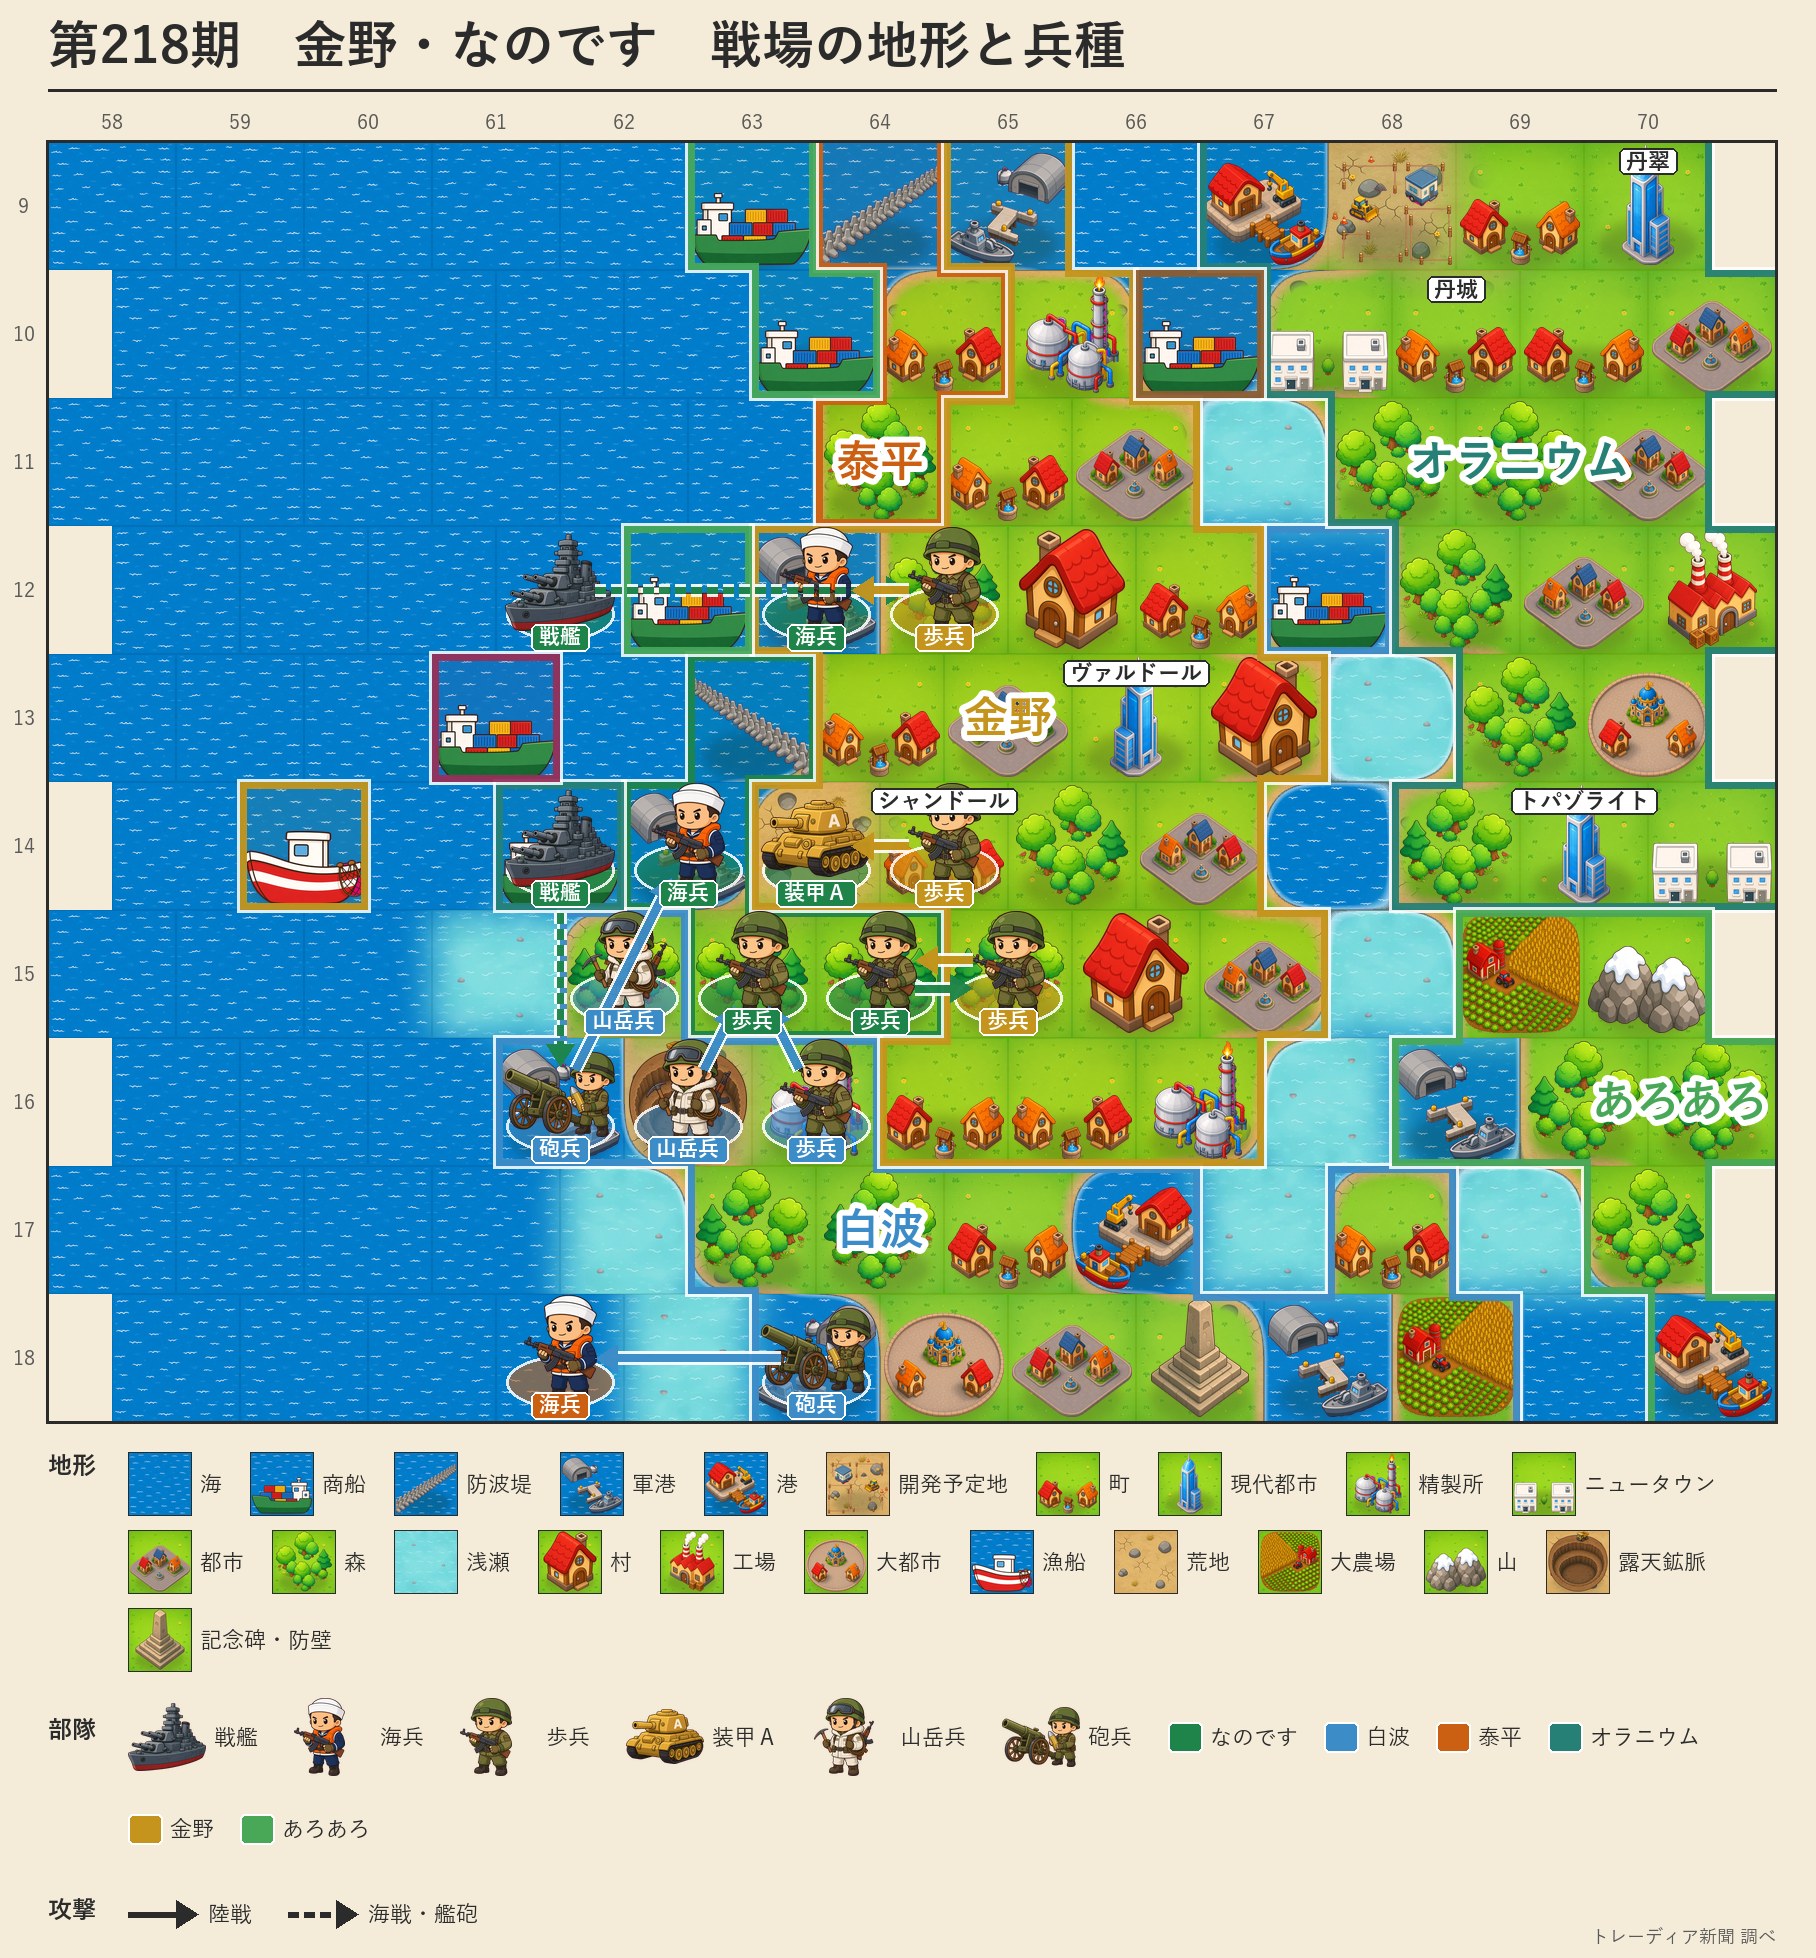 第218期　金野・なのです　戦場の地形と兵種
58 59 60 61 62 63 64 65 66 67 68 69 70
9
丹翠
10
丹城
11
泰平
オラニウム
12
戦艦
海兵
歩兵
13
金野
ヴァルドール
14
戦艦
海兵
A
装甲A
シャンドール
歩兵
トパゾライト
15
山岳兵
歩兵
歩兵
歩兵
16
砲兵
山岳兵
歩兵
あろあろ
17
白波
18
海兵
砲兵
地形 海 商船 防波堤 軍港 港 開発予定地 町 現代都市 精製所 ニュータウン
都市 森 浅瀬 村 工場 大都市 漁船 荒地 大農場 山 露天鉱脈
記念碑・防壁
部隊 戦艦 海兵 歩兵 A 装甲A 山岳兵 砲兵 なのです 白波 泰平 オラニウム
金野 あろあろ
攻撃 陸戦 海戦・艦砲
トレーディア新聞 調べ